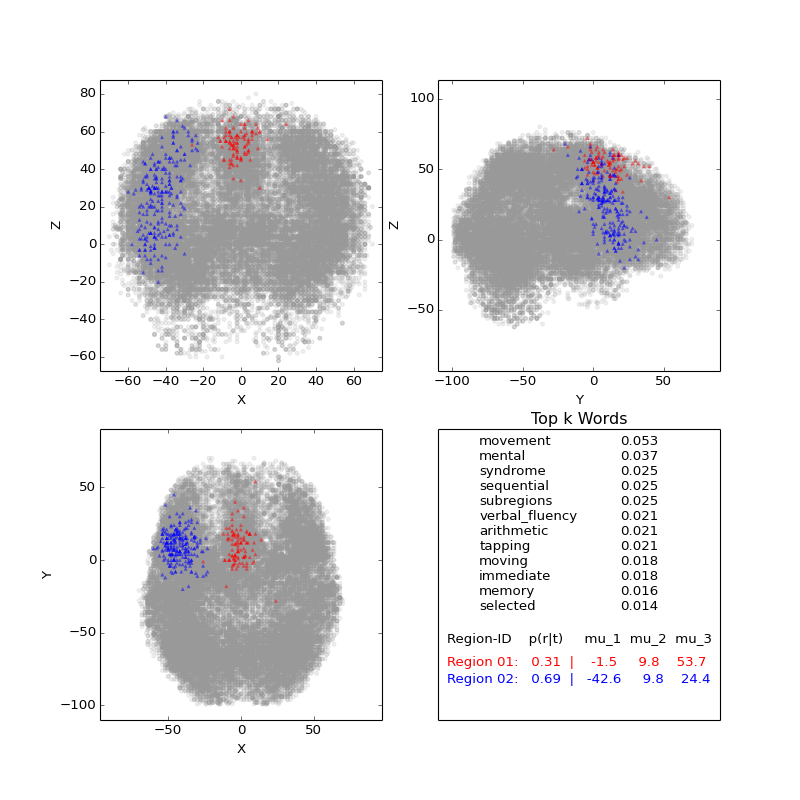 80
60
40
20
0
−20
−40
−60
Z
−60 −40 −20 0 20 40 60
X
100
50
0
−50
Z
−100 −50 0 50
Y
50
0
−50
−100
Y
−50 0 50
X
Top k Words
movement 0.053
mental 0.037
syndrome 0.025
sequential 0.025
subregions 0.025
verbal_fluency 0.021
arithmetic 0.021
tapping 0.021
moving 0.018
immediate 0.018
memory 0.016
selected 0.014
Region-ID p(r|t) mu_1 mu_2 mu_3
Region 01: 0.31 | -1.5 9.8 53.7
Region 02: 0.69 | -42.6 9.8 24.4